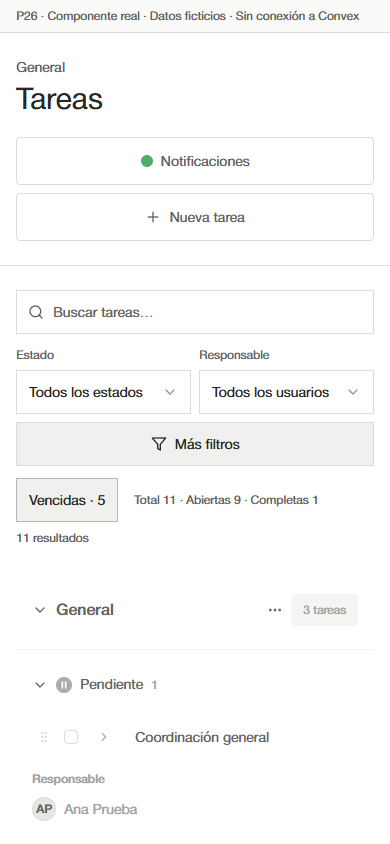 P26 · Componente real · Datos ficticios · Sin conexión a Convex
General
Tareas
Notificaciones
Nueva tarea
Buscar tareas...
Estado
Responsable
Todos los estados
Todos los usuarios
Más filtros
Vencidas · 5
Total 11 · Abiertas 9 · Completas 1
11 resultados
General
3 tareas
Pendiente 1
Coordinación general
Responsable
AP Ana Prueba